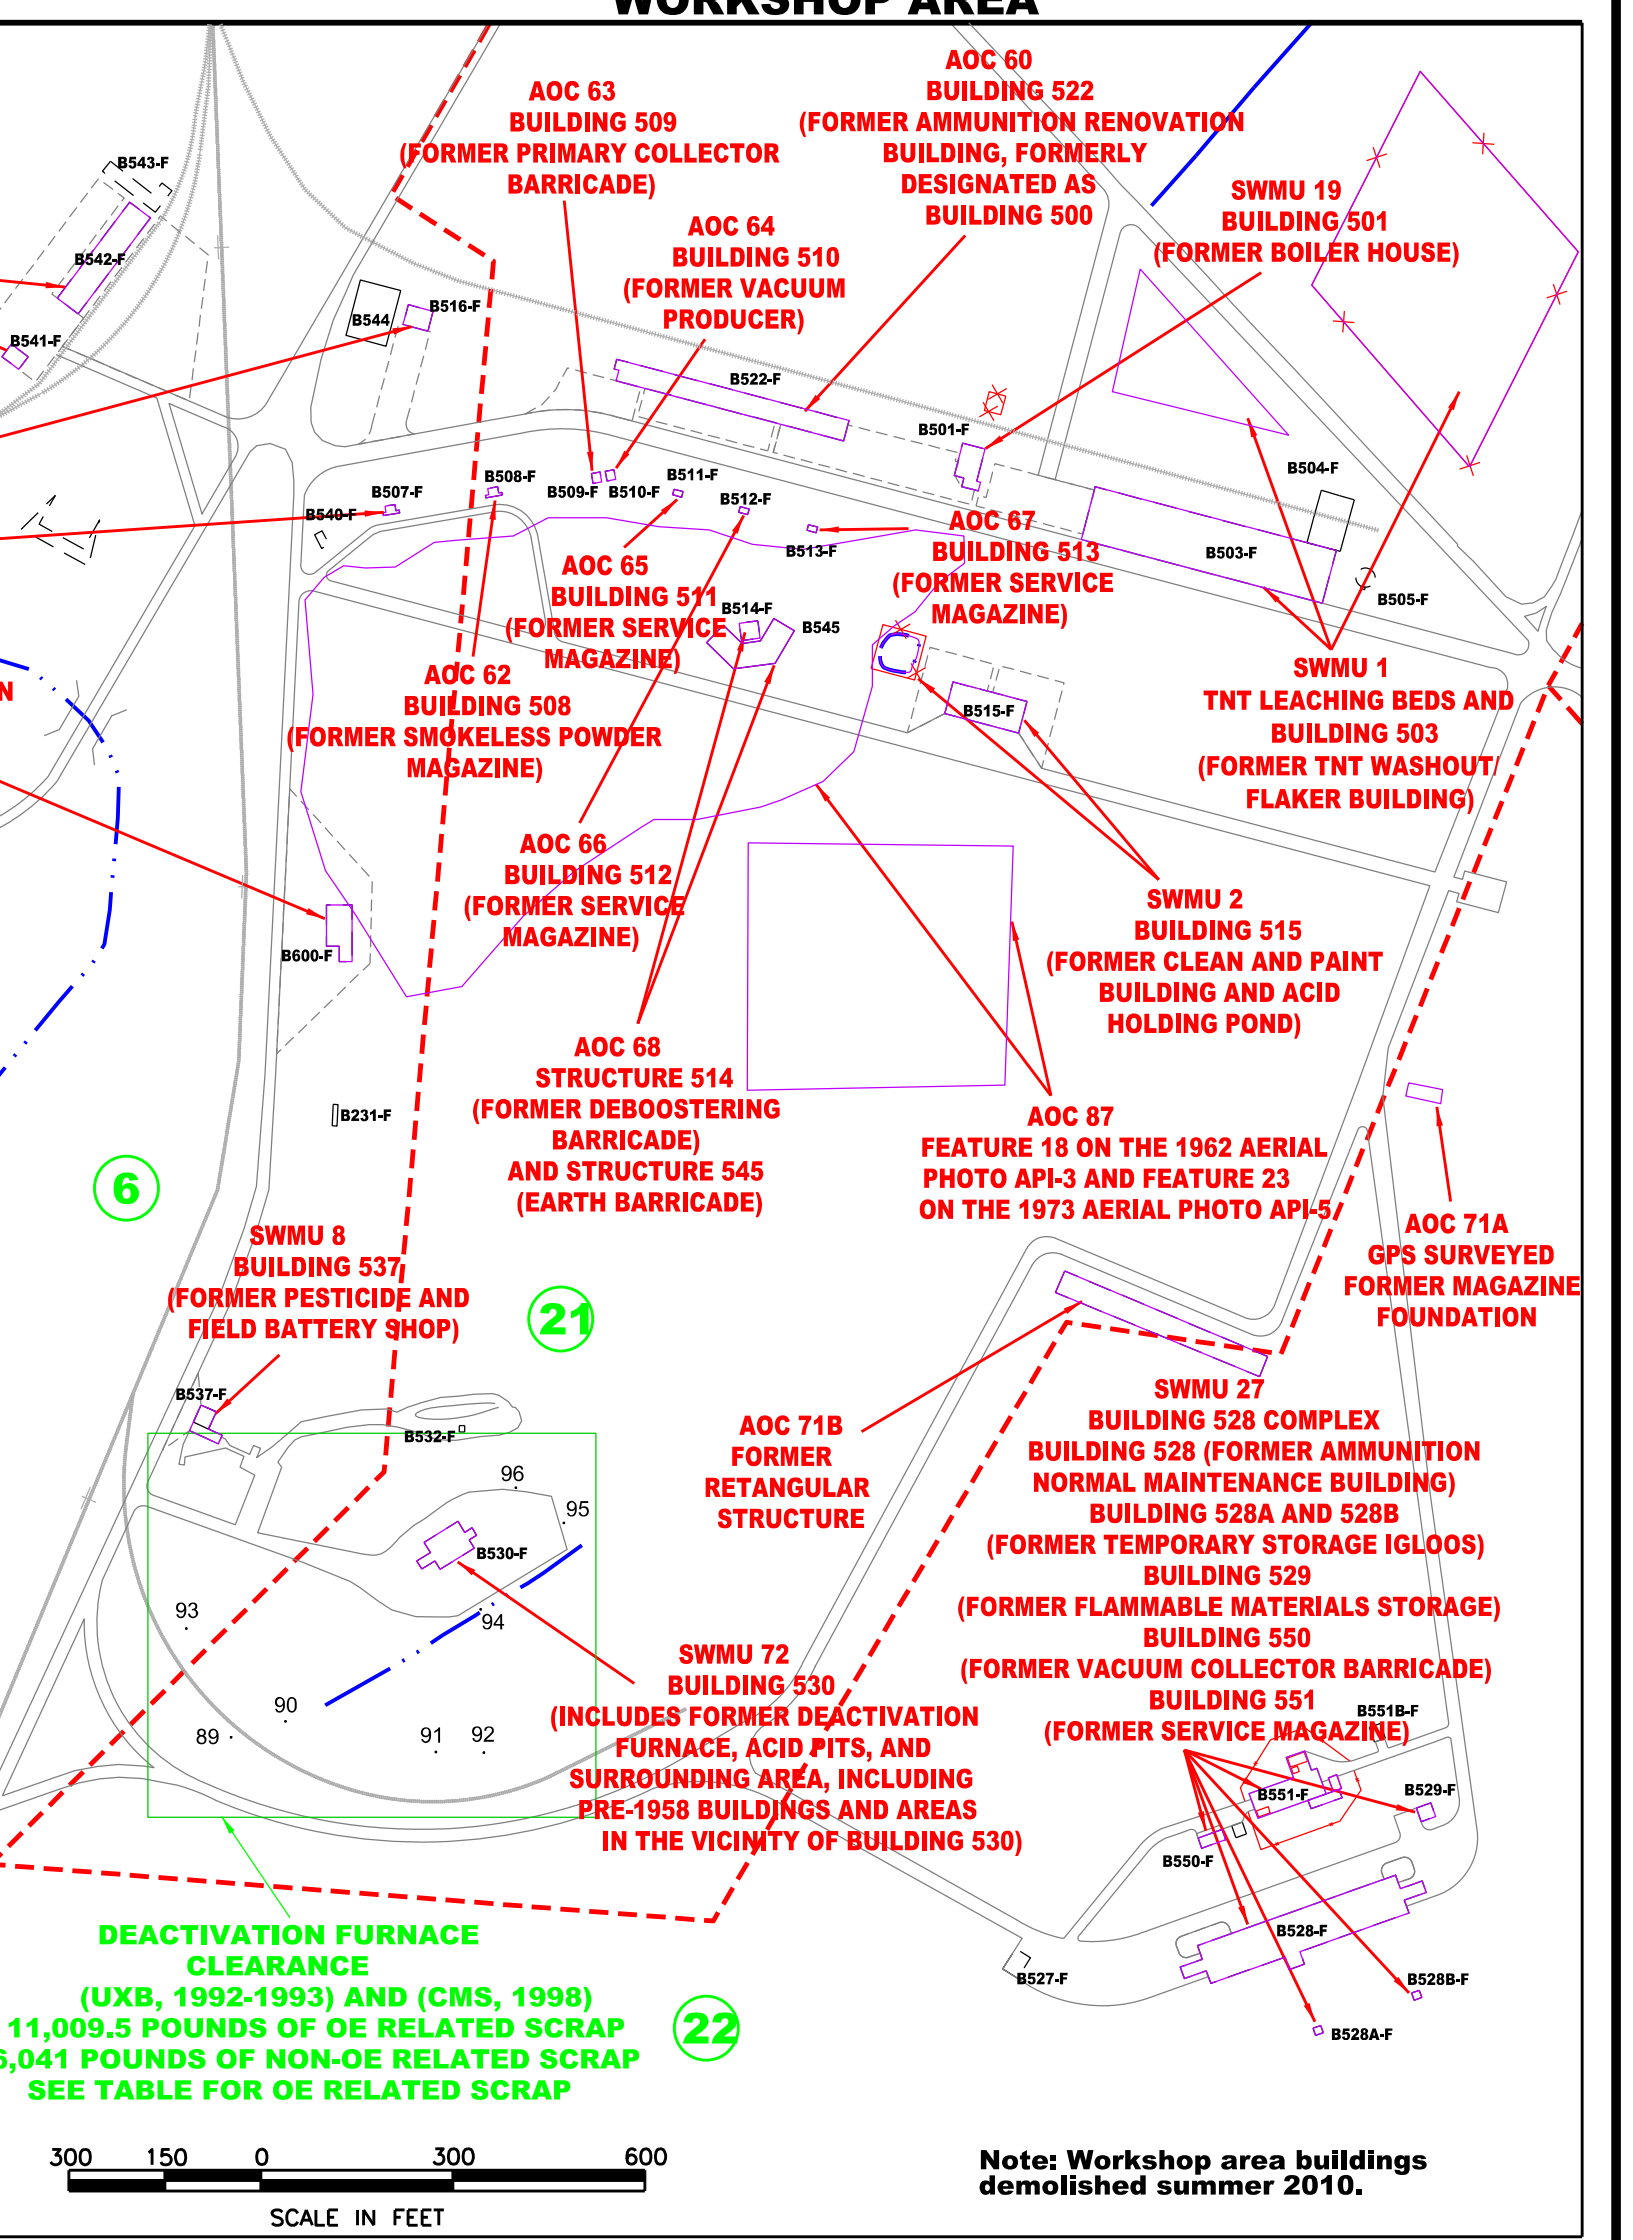 WORKSHOP AREA
AOC 63
BUILDING 509
(FORMER PRIMARY COLLECTOR
BARRICADE)
AOC 60
BUILDING 522
(FORMER AMMUNITION RENOVATION
BUILDING, FORMERLY
DESIGNATED AS
BUILDING 500
AOC 64
BUILDING 510
(FORMER VACUUM
PRODUCER)
SWMU 19
BUILDING 501
(FORMER BOILER HOUSE)
B543-F
B542-F
B541-F
B544
B516-F
B522-F
B501-F
B504-F
B507-F
B508-F
B509-F
B510-F
B511-F
B512-F
B513-F
B540-F
B503-F
B505-F
AOC 67
BUILDING 513
(FORMER SERVICE
MAGAZINE)
AOC 65
BUILDING 511
(FORMER SERVICE
MAGAZINE)
B514-F
B545
B515-F
AOC 62
BUILDING 508
(FORMER SMOKELESS POWDER
MAGAZINE)
N
SWMU 1
TNT LEACHING BEDS AND
BUILDING 503
(FORMER TNT WASHOUT/
FLAKER BUILDING)
AOC 66
BUILDING 512
(FORMER SERVICE
MAGAZINE)
SWMU 2
BUILDING 515
(FORMER CLEAN AND PAINT
BUILDING AND ACID
HOLDING POND)
B600-F
AOC 68
STRUCTURE 514
(FORMER DEBOOSTERING
BARRICADE)
AND STRUCTURE 545
(EARTH BARRICADE)
B231-F
AOC 87
FEATURE 18 ON THE 1962 AERIAL
PHOTO API-3 AND FEATURE 23
ON THE 1973 AERIAL PHOTO API-5
6
AOC 71A
GPS SURVEYED
FORMER MAGAZINE
FOUNDATION
SWMU 8
BUILDING 537
(FORMER PESTICIDE AND
FIELD BATTERY SHOP)
21
B537-F
B532-F
AOC 71B
FORMER
RETANGULAR
STRUCTURE
SWMU 27
BUILDING 528 COMPLEX
BUILDING 528 (FORMER AMMUNITION
NORMAL MAINTENANCE BUILDING)
BUILDING 528A AND 528B
(FORMER TEMPORARY STORAGE IGLOOS)
BUILDING 529
(FORMER FLAMMABLE MATERIALS STORAGE)
BUILDING 550
(FORMER VACUUM COLLECTOR BARRICADE)
BUILDING 551
(FORMER SERVICE MAGAZINE)
96
95
B530-F
93
94
90
89
91
92
SWMU 72
BUILDING 530
(INCLUDES FORMER DEACTIVATION
FURNACE, ACID PITS, AND
SURROUNDING AREA, INCLUDING
PRE-1958 BUILDINGS AND AREAS
IN THE VICINITY OF BUILDING 530)
B551B-F
B551-F
B529-F
B550-F
B528-F
B527-F
B528B-F
B528A-F
DEACTIVATION FURNACE
CLEARANCE
(UXB, 1992-1993) AND (CMS, 1998)
11,009.5 POUNDS OF OE RELATED SCRAP
6,041 POUNDS OF NON-OE RELATED SCRAP
SEE TABLE FOR OE RELATED SCRAP
22
300 150 0 300 600
SCALE IN FEET
Note: Workshop area buildings
demolished summer 2010.